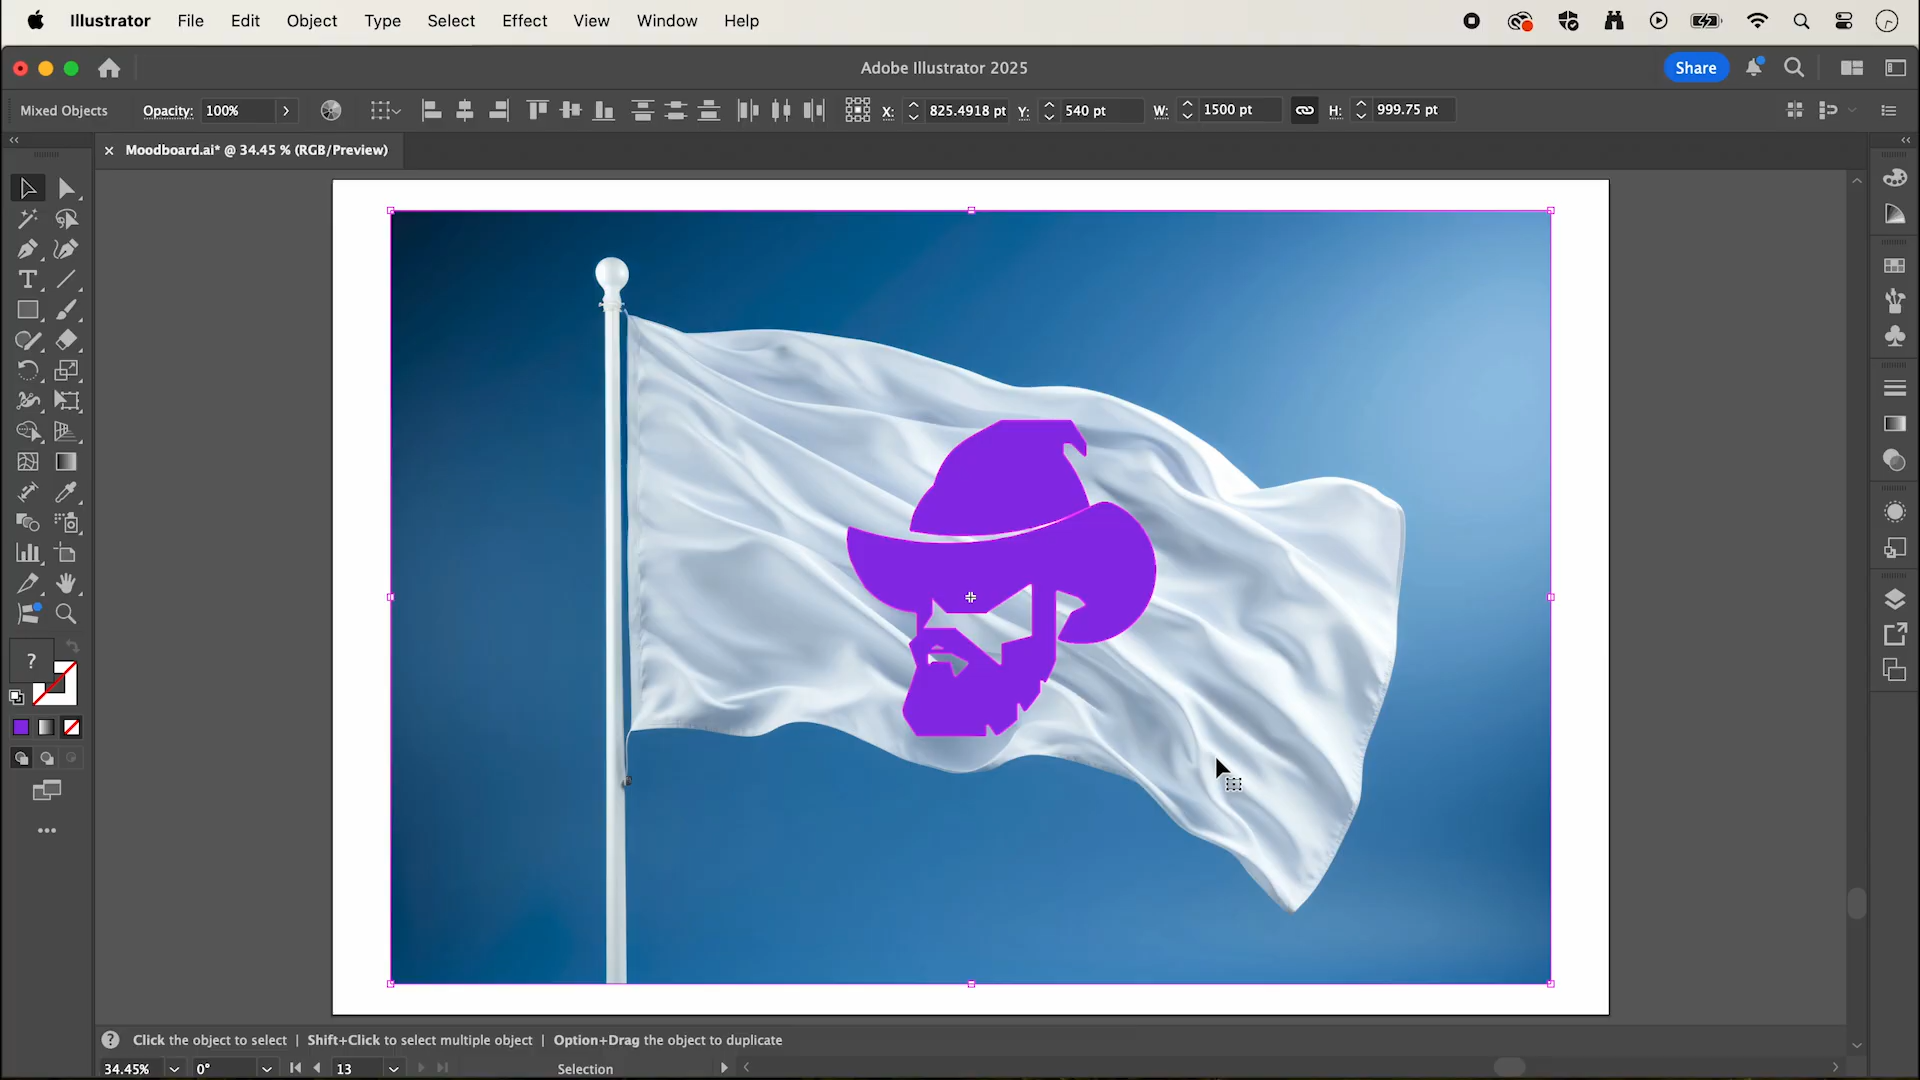 Illustrator File Edit Object Type Select Effect View Window Help
Adobe Illustrator 2025
Share
Mixed Objects Opacity: 100% X: 825.4918 pt Y: 540 pt W: 1500 pt H: 999.75 pt
Moodboard.ai* @ 34.45 % (RGB/Preview)
?
Click the object to select | Shift+Click to select multiple object | Option+Drag the object to duplicate
34.45% 0° 13 Selection